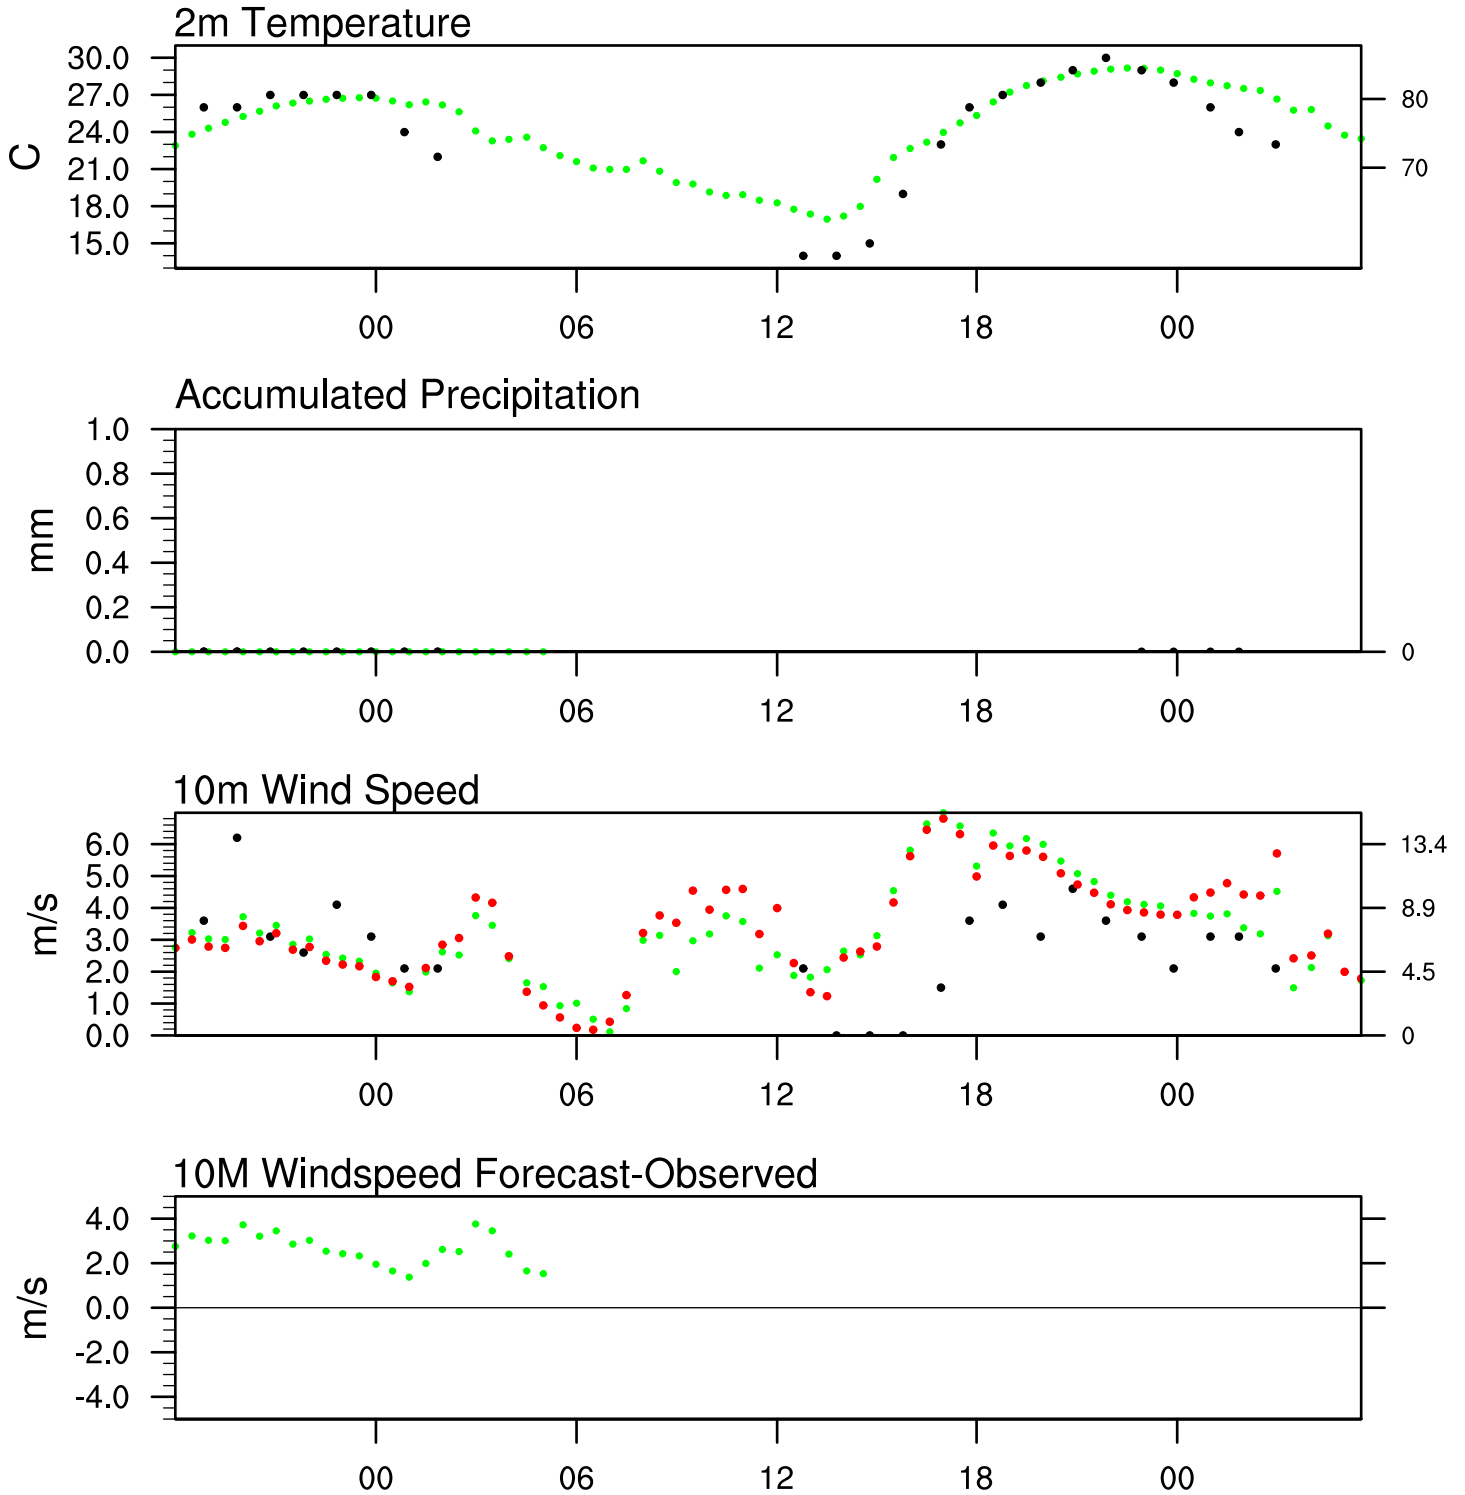 2m Temperature
30.0
27.0
24.0
21.0
18.0
15.0
C
80
70
00 06 12 18 00
Accumulated Precipitation
1.0
0.8
0.6
0.4
0.2
0.0
mm
0
00 06 12 18 00
10m Wind Speed
6.0
5.0
4.0
3.0
2.0
1.0
0.0
m/s
13.4
8.9
4.5
0
00 06 12 18 00
10M Windspeed Forecast-Observed
4.0
2.0
0.0
-2.0
-4.0
m/s
00 06 12 18 00